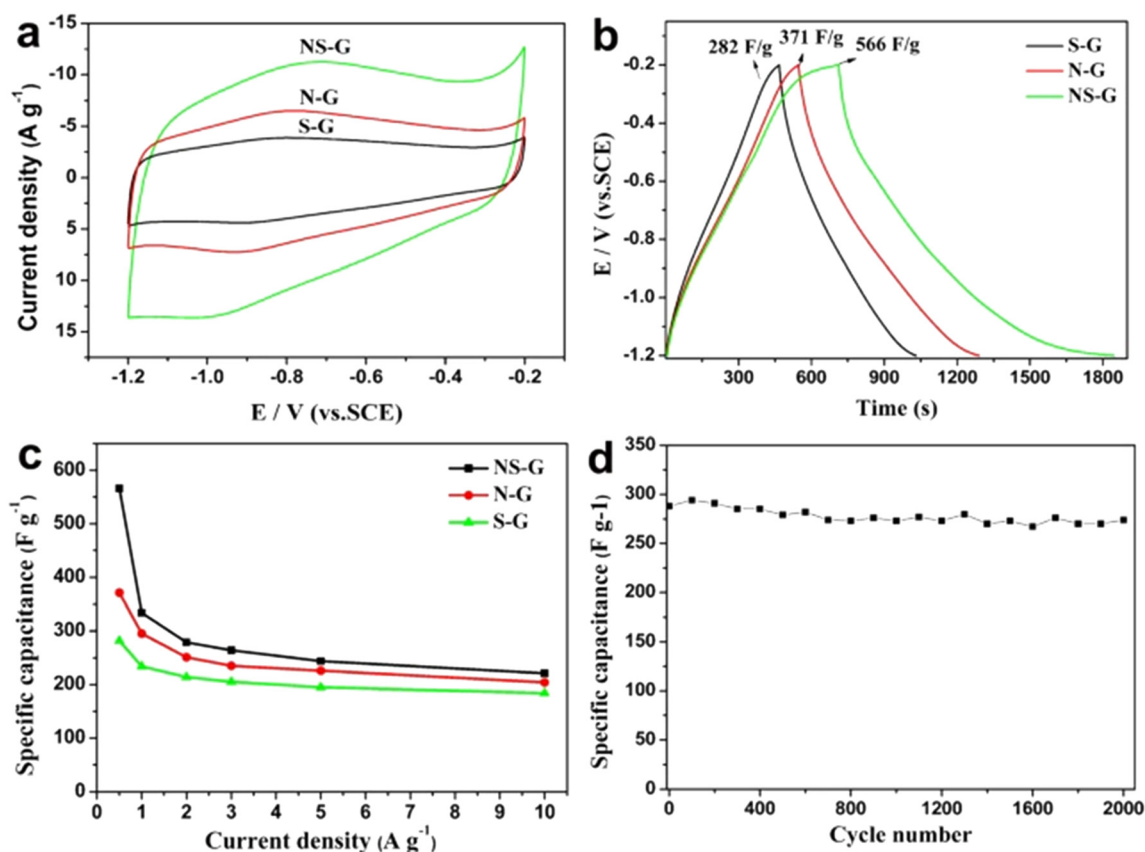 a
-15
-10
-5
0
5
10
15
Current density (A g-1)
NS-G
N-G
S-G
-1.2 -1.0 -0.8 -0.6 -0.4 -0.2
E / V (vs.SCE)
b
282 F/g 371 F/g 566 F/g
S-G
N-G
NS-G
-0.2
-0.4
-0.6
-0.8
-1.0
-1.2
E / V (vs.SCE)
300 600 900 1200 1500 1800
Time (s)
c
600
500
400
300
200
100
0
Specific capacitance (F g-1)
NS-G
N-G
S-G
0 1 2 3 4 5 6 7 8 9 10
Current density (A g-1)
d
350
300
250
200
150
100
50
0
Specific capacitance (F g-1)
0 400 800 1200 1600 2000
Cycle number